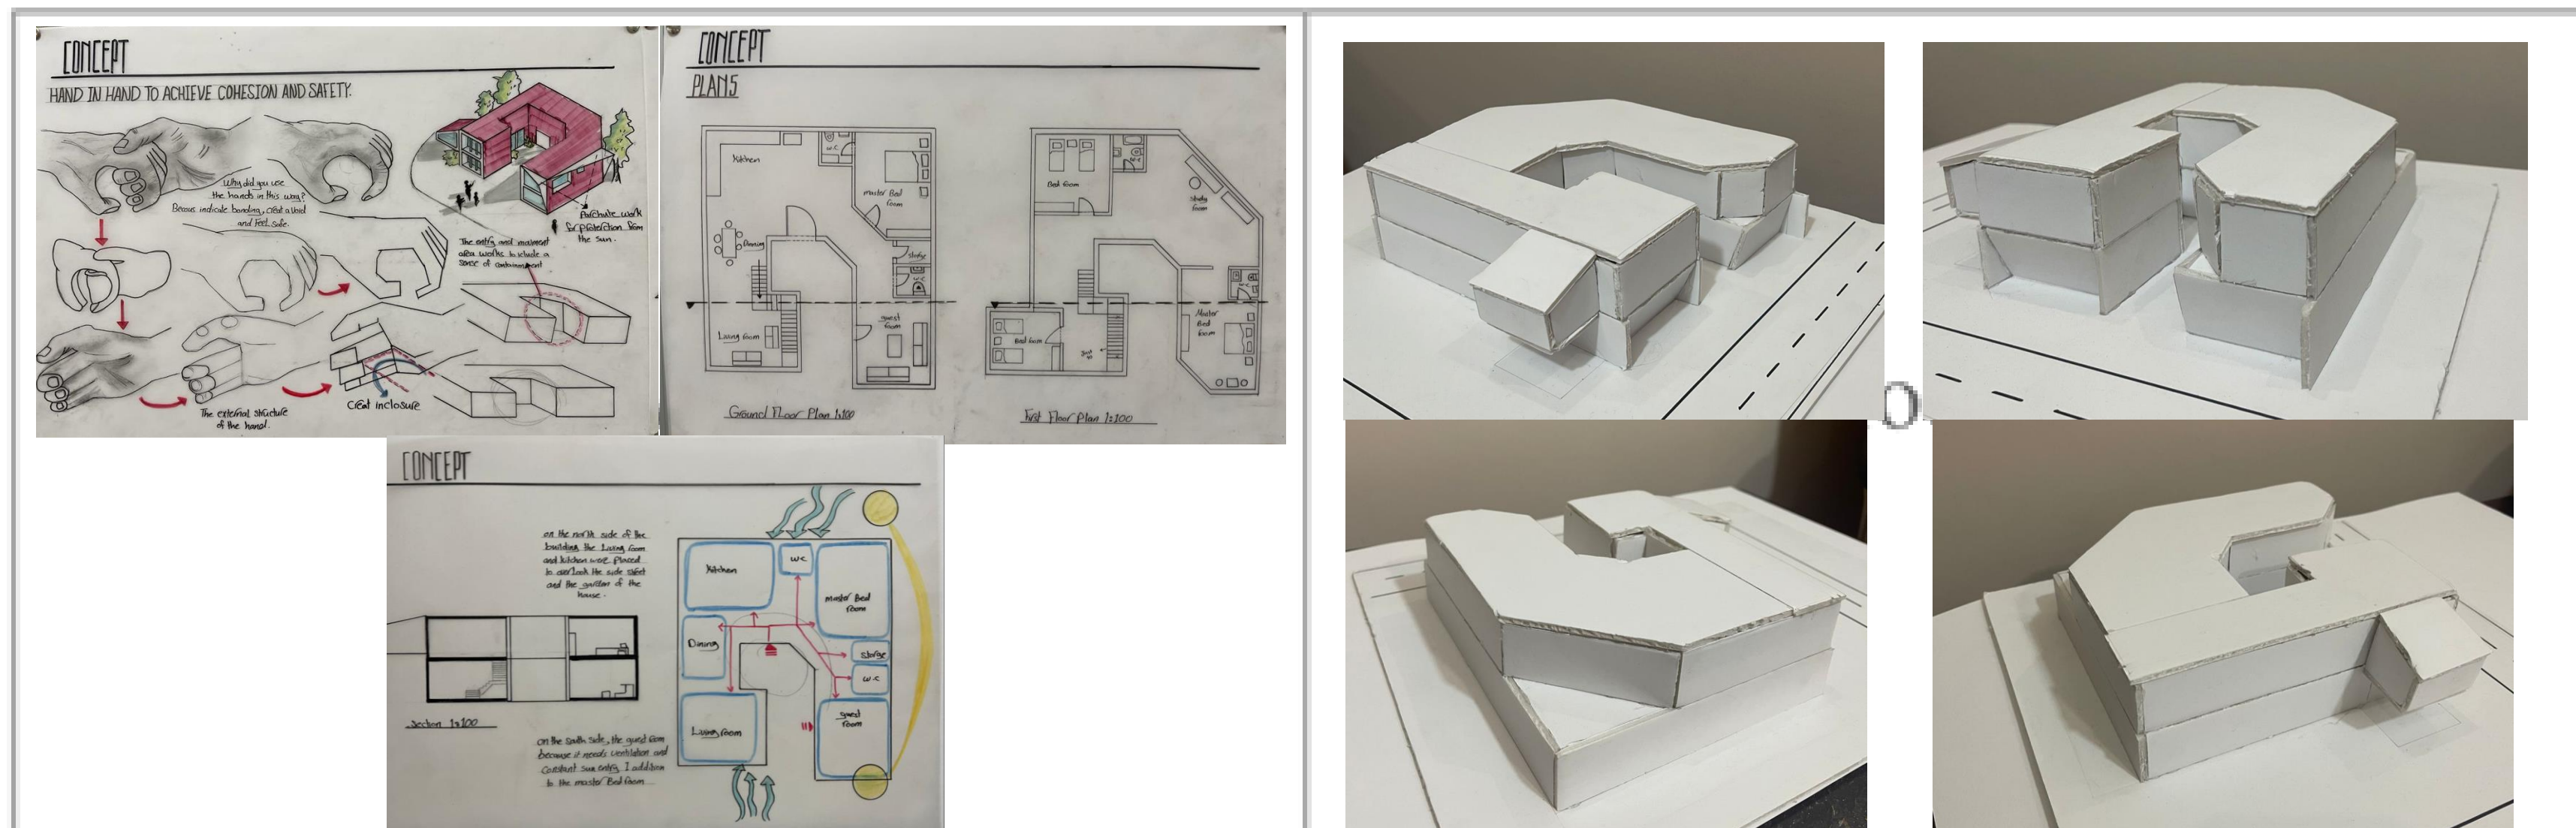 CONCEPT
HAND IN HAND TO ACHIEVE COHESION AND SAFETY.
Why did you use
the hands in this way?
Becous indicate bonding, creat a Void
and Feel safe.
Parchute work
for protection from
the sun.
The entry and
area works to include a
sense of containment
The external structure
of the hand.
Creat inclosure
CONCEPT
PLANS
Kitchen
W.C
master Bed
room
Dinning
storge
W.C
Living room
guest
room
Ground Floor Plan 1:100
Bed room
Study
room
Bed room
Master
Bed
room
First Floor Plan 1:100
CONCEPT
on the north side of the
building the Living room
and kitchen were placed
to overlook the side street
and the garden of the
house.
Section 1:100
on the south side, the guest room
because it needs ventilation and
Constant sun entry, I addition
to the master Bed room
Kitchen
W.C
master Bed
room
Dining
storge
W.C
Living room
guest
room